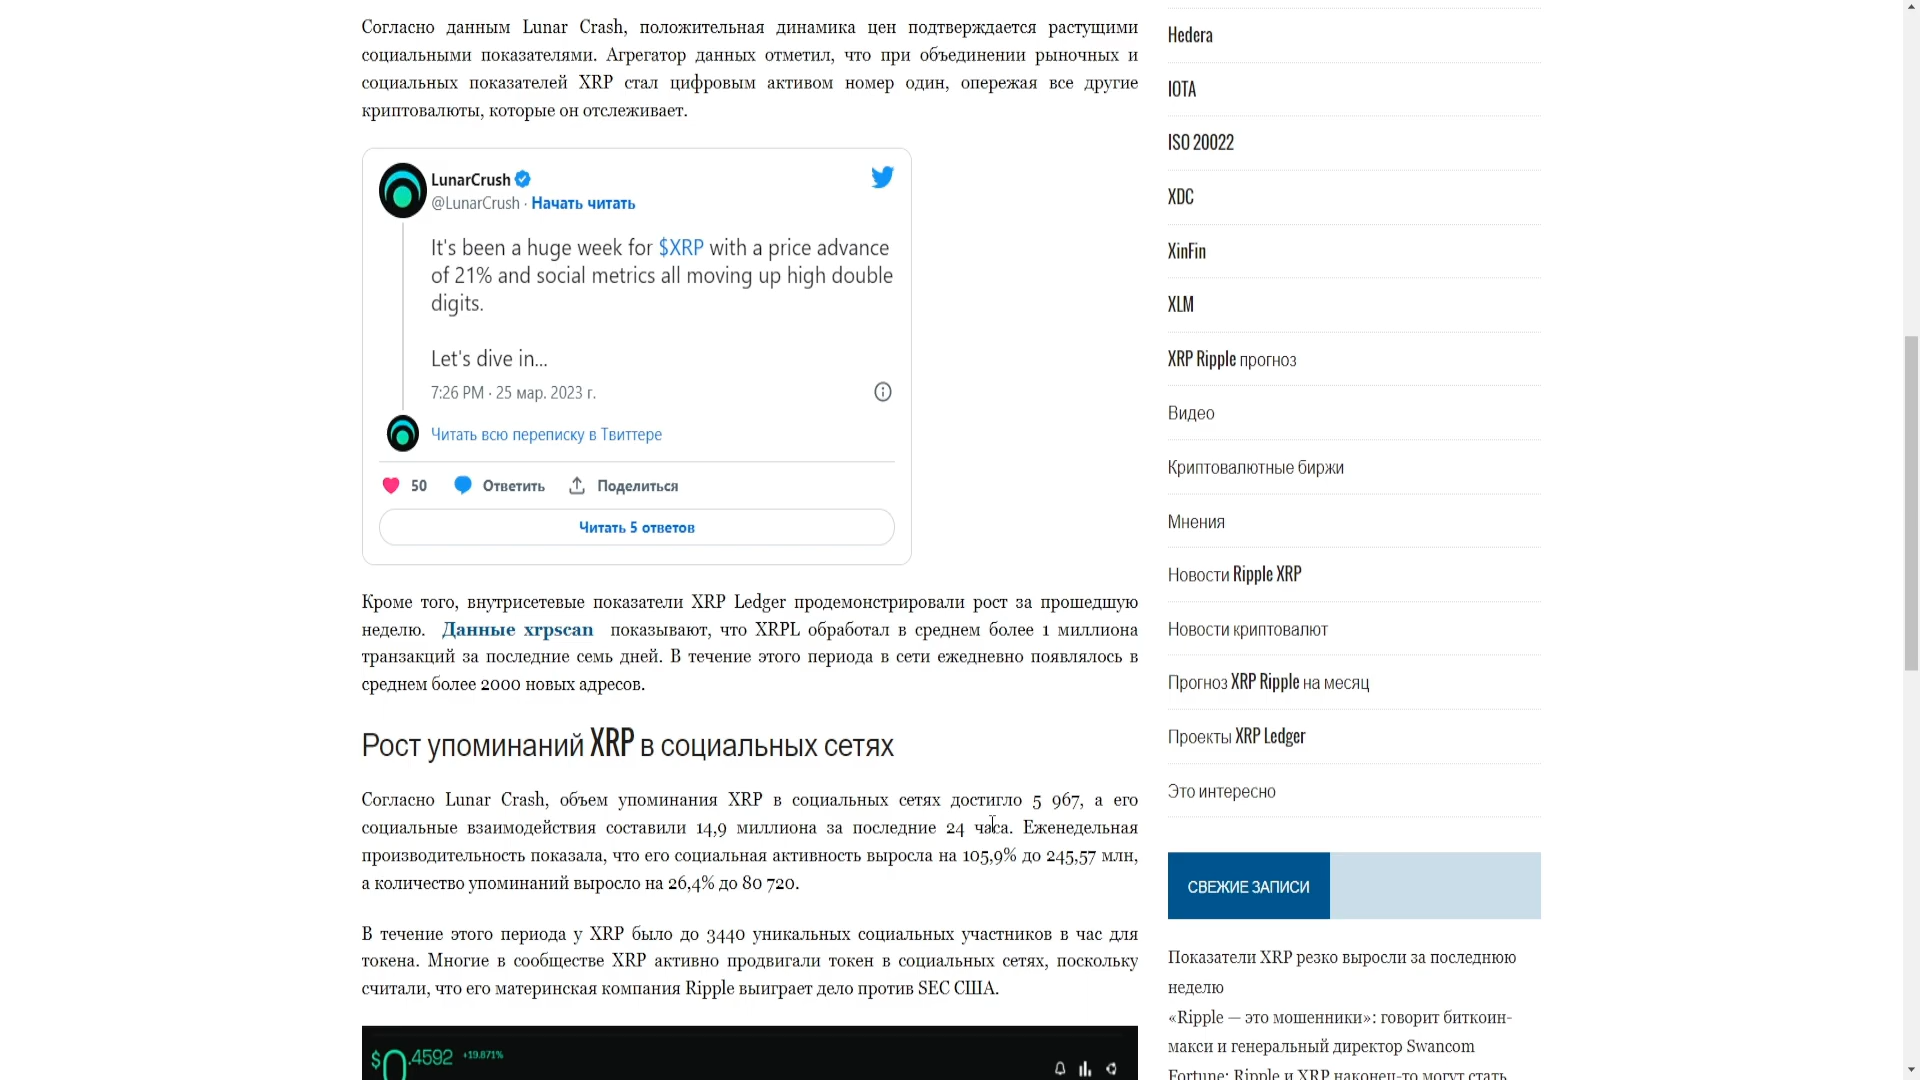 Согласно данным Lunar Crash, положительная динамика цен подтверждается растущими
социальными показателями. Агрегатор данных отметил, что при объединении рыночных и
социальных показателей XRP стал цифровым активом номер один, опережая все другие
криптовалюты, которые он отслеживает.
LunarCrush
@LunarCrush · Начать читать
It's been a huge week for $XRP with a price advance
of 21% and social metrics all moving up high double
digits.
Let's dive in...
7:26 PM · 25 мар. 2023 г.
Читать всю переписку в Твиттере
50 Ответить Поделиться
Читать 5 ответов
Кроме того, внутрисетевые показатели XRP Ledger продемонстрировали рост за прошедшую
неделю. Данные xrpscan показывают, что XRPL обработал в среднем более 1 миллиона
транзакций за последние семь дней. В течение этого периода в сети ежедневно появлялось в
среднем более 2000 новых адресов.
Рост упоминаний XRP в социальных сетях
Согласно Lunar Crash, объем упоминания XRP в социальных сетях достигло 5 967, а его
социальные взаимодействия составили 14,9 миллиона за последние 24 часа. Еженедельная
производительность показала, что его социальная активность выросла на 105,9% до 245,57 млн,
а количество упоминаний выросло на 26,4% до 80 720.
В течение этого периода у XRP было до 3440 уникальных социальных участников в час для
токена. Многие в сообществе XRP активно продвигали токен в социальных сетях, поскольку
считали, что его материнская компания Ripple выиграет дело против SEC США.
$0.4592 +19.871%
Hedera
IOTA
ISO 20022
XDC
XinFin
XLM
XRP Ripple прогноз
Видео
Криптовалютные биржи
Мнения
Новости Ripple XRP
Новости криптовалют
Прогноз XRP Ripple на месяц
Проекты XRP Ledger
Это интересно
СВЕЖИЕ ЗАПИСИ
Показатели XRP резко выросли за последнюю
неделю
«Ripple — это мошенники»: говорит биткоин-
макси и генеральный директор Swancom
Fortune: Ripple и XRP наконец-то могут стать